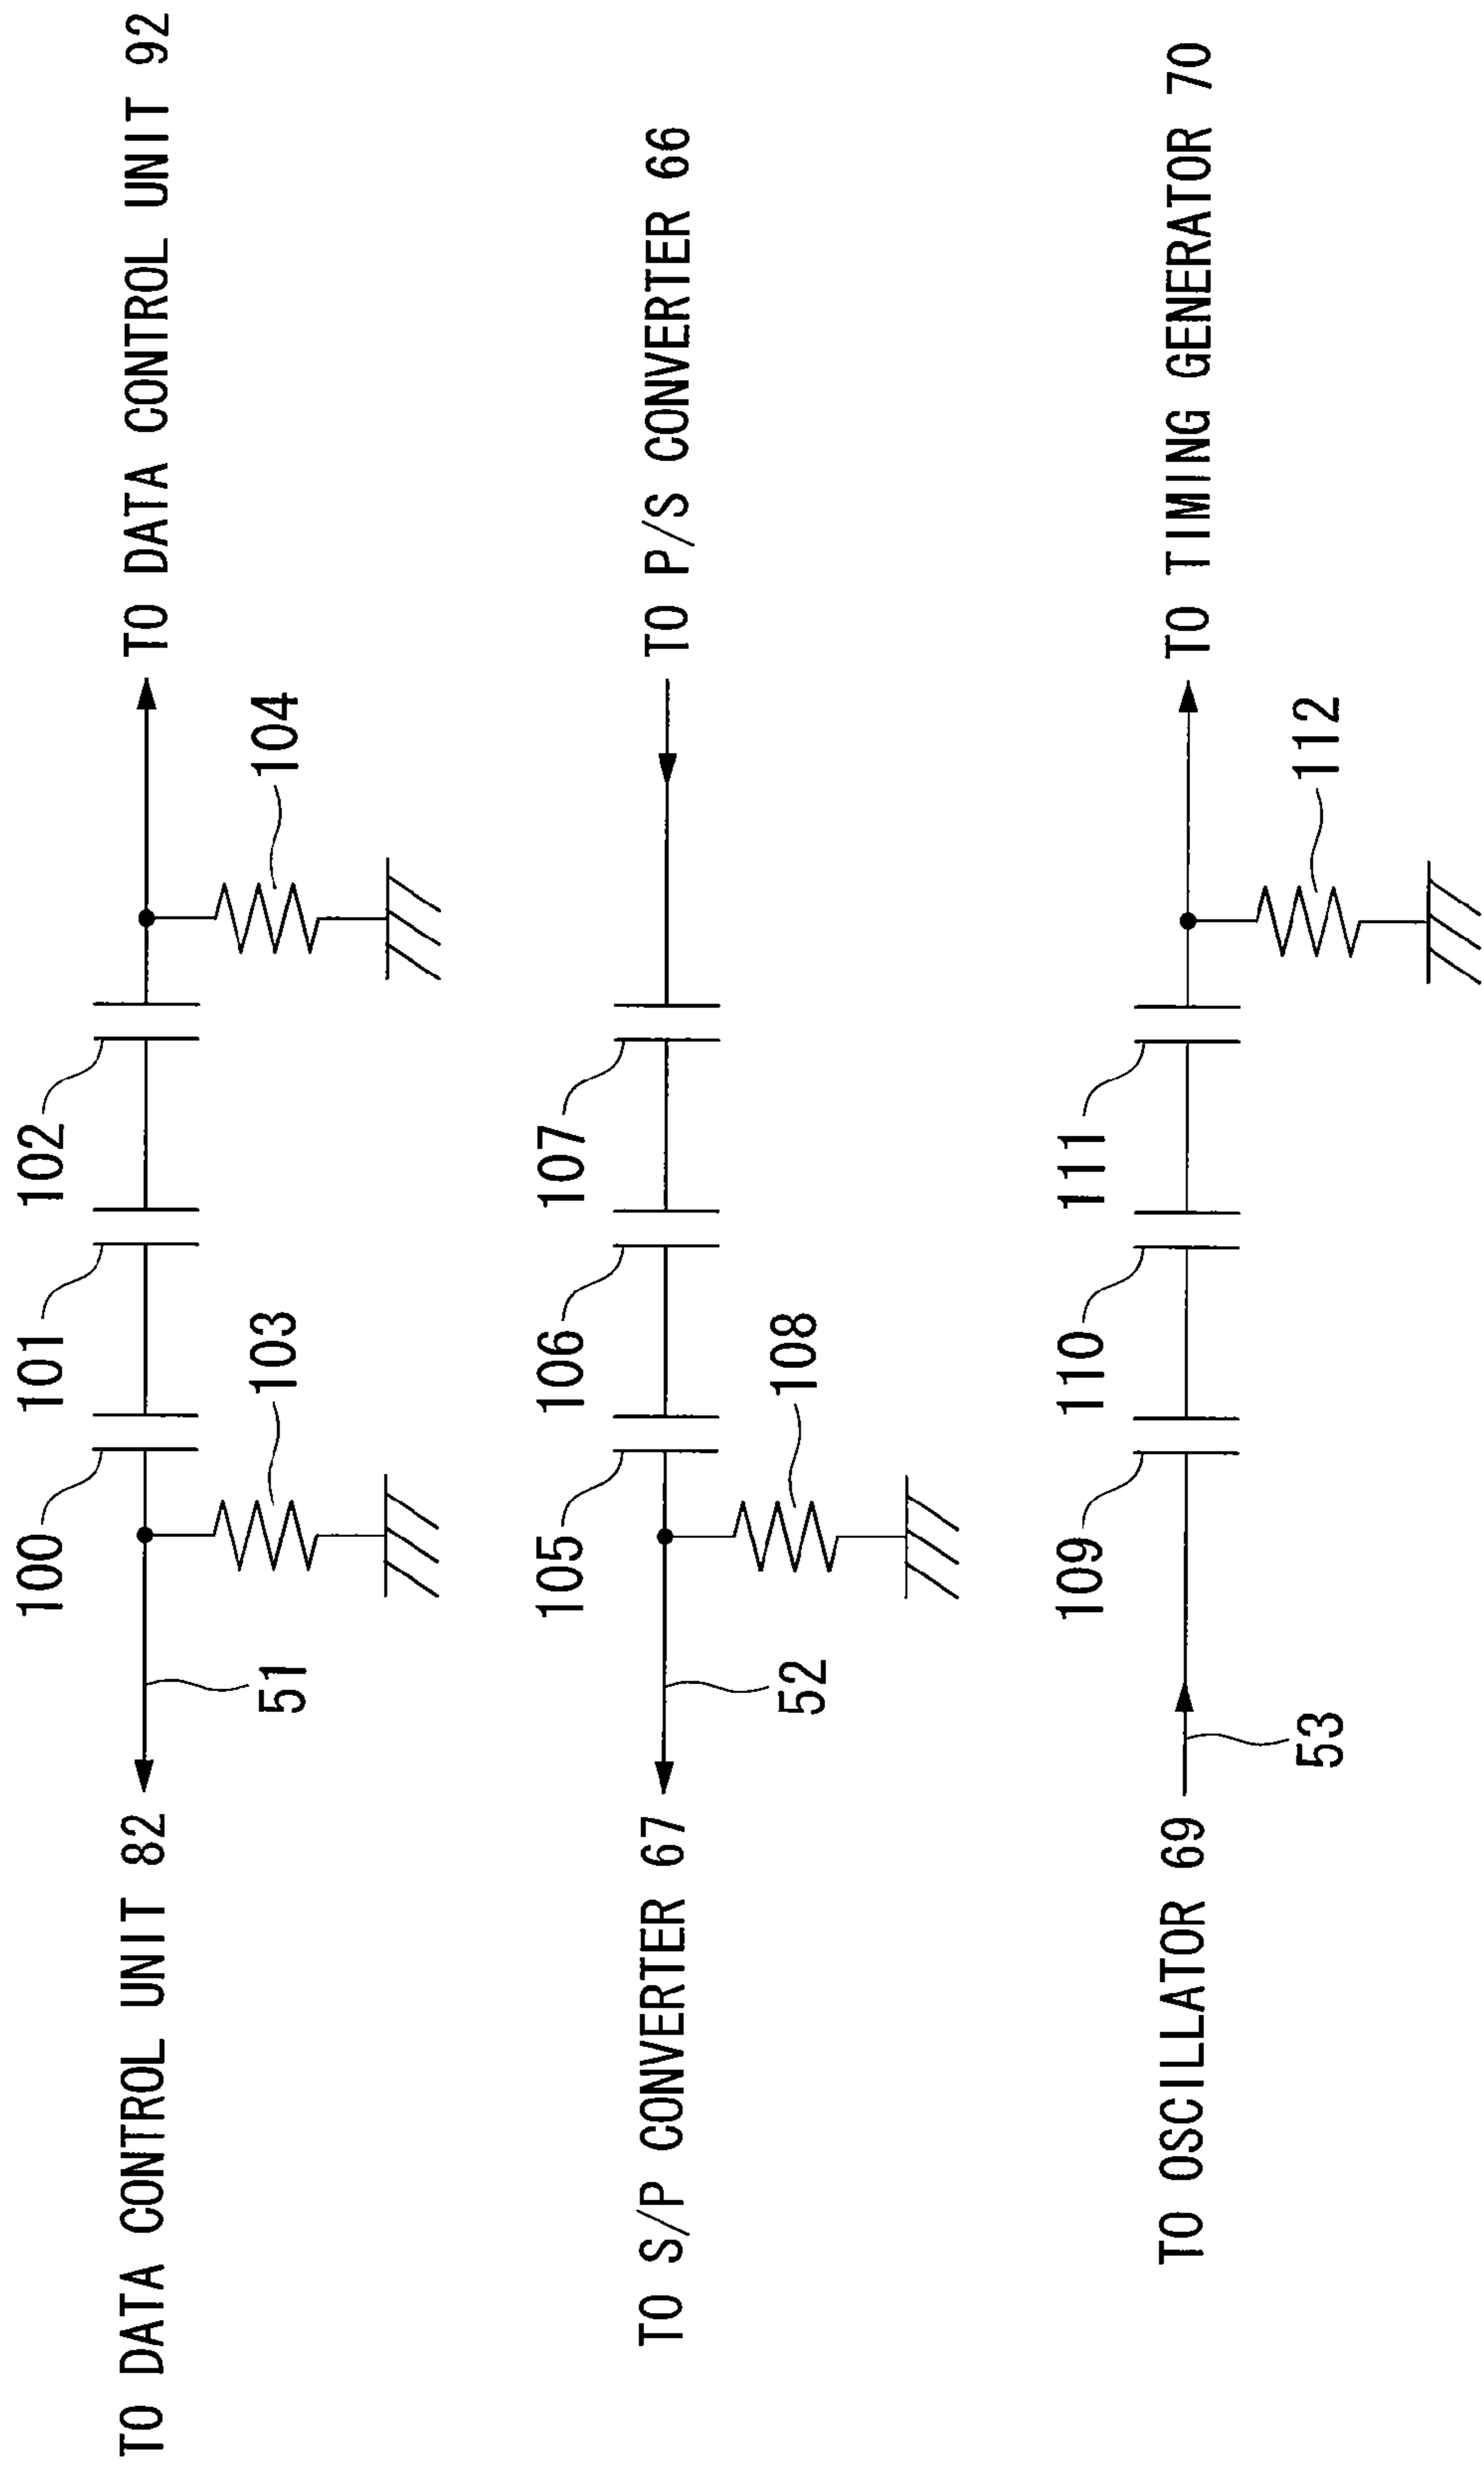 TO DATA CONTROL UNIT 82
51
100
103
101
102
104
TO DATA CONTROL UNIT 92
TO S/P CONVERTER 67
52
105
108
106
107
TO P/S CONVERTER 66
TO OSCILLATOR 69
53
109
110
111
112
TO TIMING GENERATOR 70